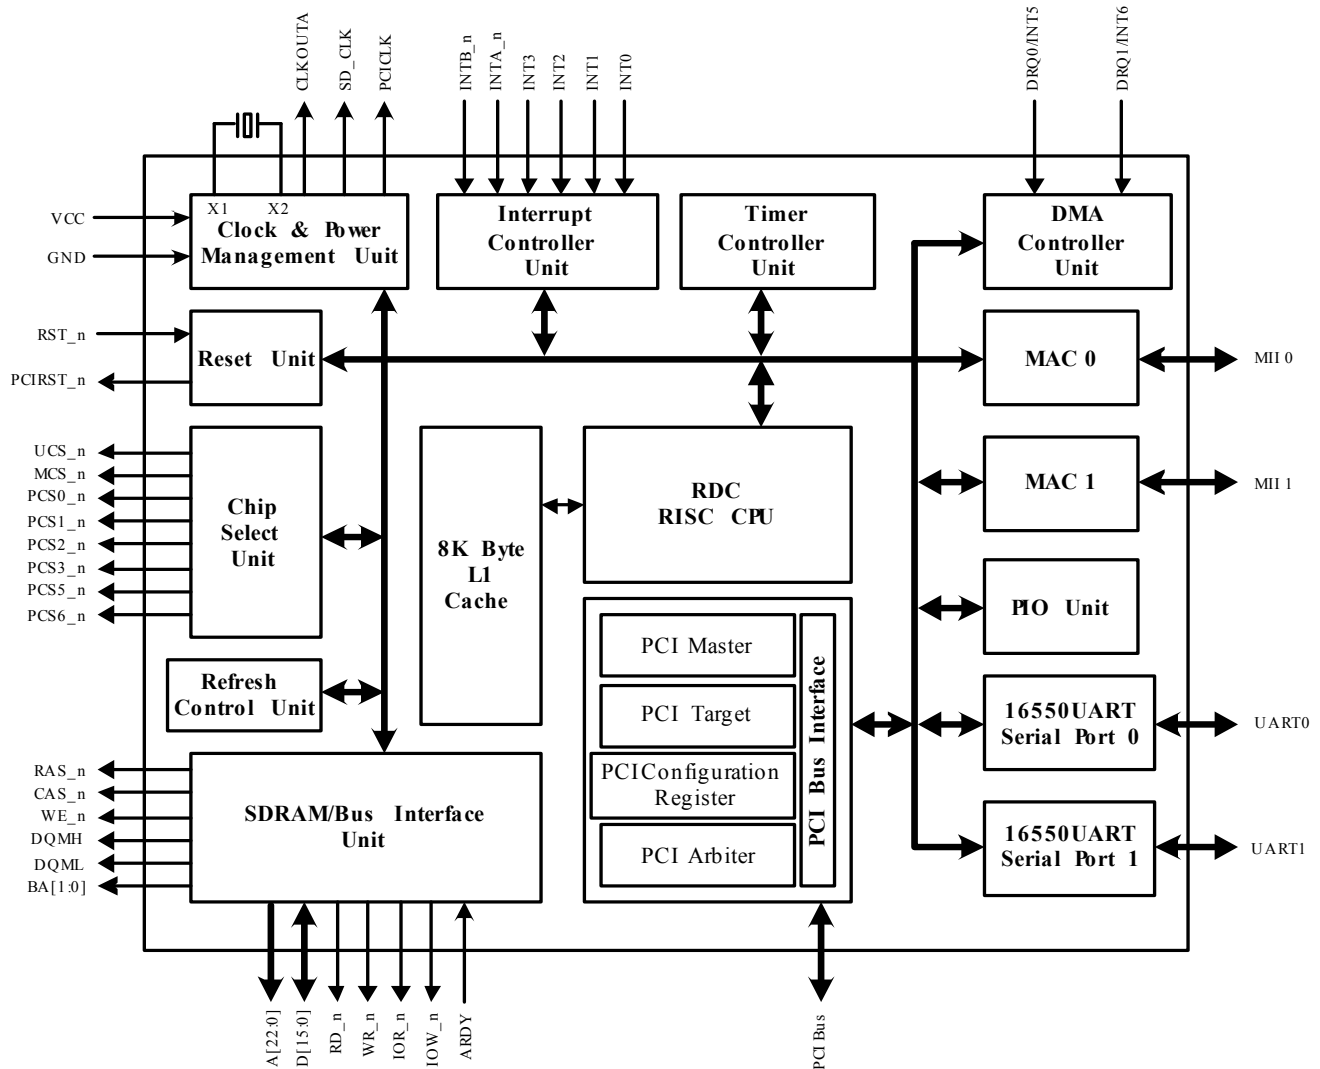 CLKOUTA
SD_CLK
PCICLK
INTB_n
INTA_n
INT3
INT2
INT1
INT0
DRQ0/INT5
DRQ1/INT6
VCC
GND
X1
X2
Clock & Power
Management Uuit
Interrupt
Controller
Unit
Timer
Controller
Unit
DMA
Controller
Unit
RST_n
PCIRST_n
Reset Unit
MAC 0
MII 0
UCS_n
MCS_n
PCS0_n
PCS1_n
PCS2_n
PCS3_n
PCS5_n
PCS6_n
Chip
Select
Unit
8K Byte
L1
Cache
RDC
RISC CPU
MAC 1
MII 1
PIO Unit
Refresh
Control Unit
PCI Master
PCI Target
PCI Configuration
Register
PCI Arbiter
PCI Bus Interface
16550UART
Serial Port 0
UART0
16550UART
Serial Port 1
UART1
RAS_n
CAS_n
WE_n
DQMH
DQML
BA[1:0]
SDRAM/Bus Interface
Unit
A[22:0]
D[15:0]
RD_n
WR_n
IOR_n
IOW_n
ARDY
PCI Bus